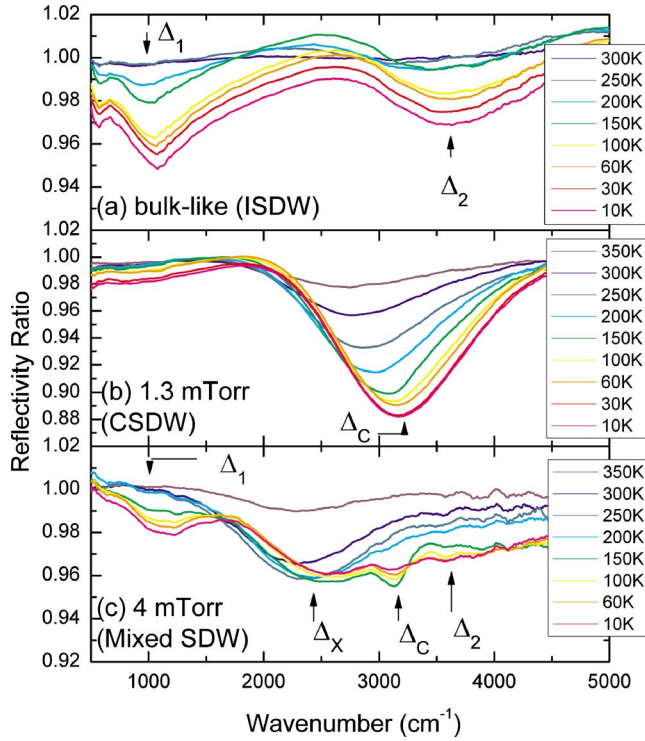 1.02
1.00
0.98
0.96
0.94
Δ1
Δ2
(a) bulk-like (ISDW)
300K
250K
200K
150K
100K
60K
30K
10K
1.02
1.00
0.98
0.96
0.94
0.92
0.90
0.88
(b) 1.3 mTorr
(CSDW)
ΔC
350K
300K
250K
200K
150K
100K
60K
30K
10K
Reflectivity Ratio
1.02
1.00
0.98
0.96
0.94
0.92
Δ1
(c) 4 mTorr
(Mixed SDW)
ΔX
ΔC
Δ2
350K
300K
250K
200K
150K
100K
60K
10K
1000 2000 3000 4000 5000
Wavenumber (cm-1)